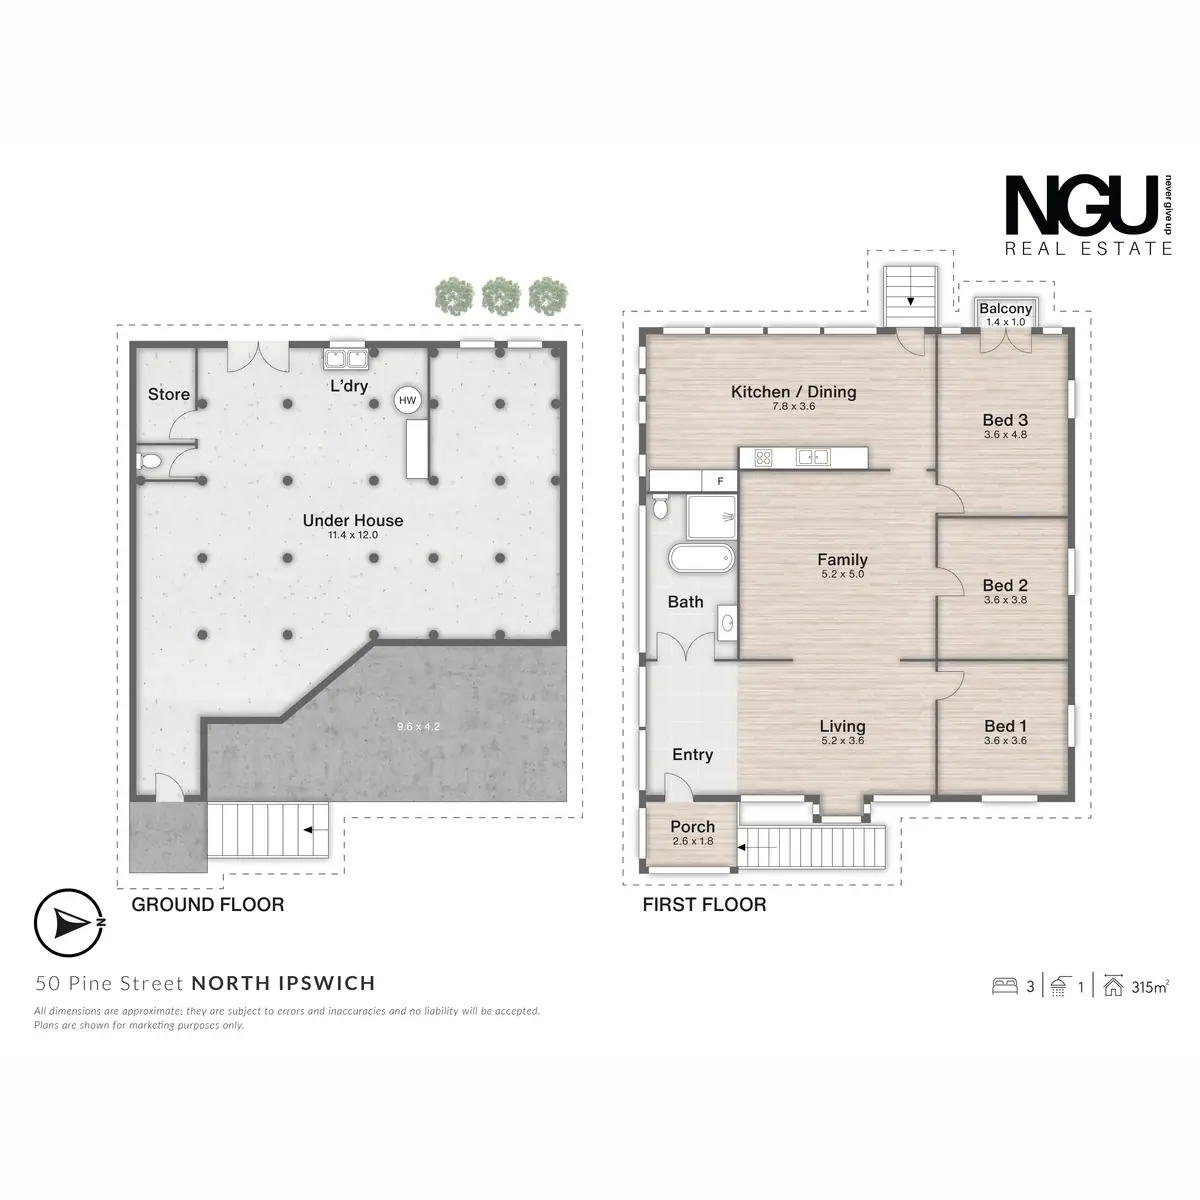 NGU
never give up
REAL ESTATE
Balcony
1.4 x 1.0
Store
L'dry
HW
Under House
11.4 x 12.0
9.6 x 4.2
Kitchen / Dining
7.8 x 3.6
Bed 3
3.6 x 4.8
F
Family
5.2 x 5.0
Bed 2
3.6 x 3.8
Bath
Living
5.2 x 3.6
Bed 1
3.6 x 3.6
Entry
Porch
2.6 x 1.8
GROUND FLOOR
FIRST FLOOR
N
50 Pine Street NORTH IPSWICH
3
1
315m²
All dimensions are approximate; they are subject to errors and inaccuracies and no liability will be accepted.
Plans are shown for marketing purposes only.